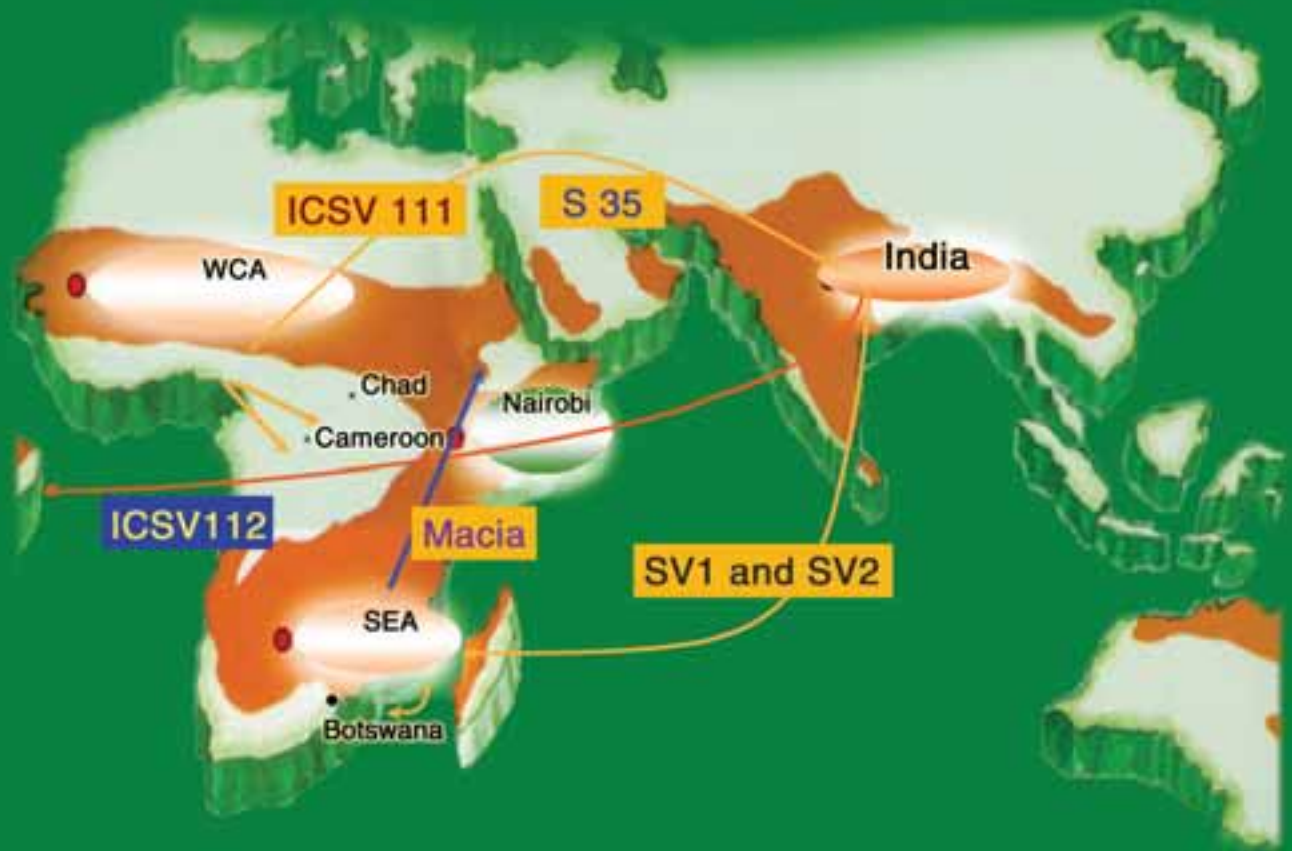 ICSV 111
S 35
India
WCA
Chad
Nairobi
Cameroon
ICSV112
Macia
SV1 and SV2
SEA
Botswana